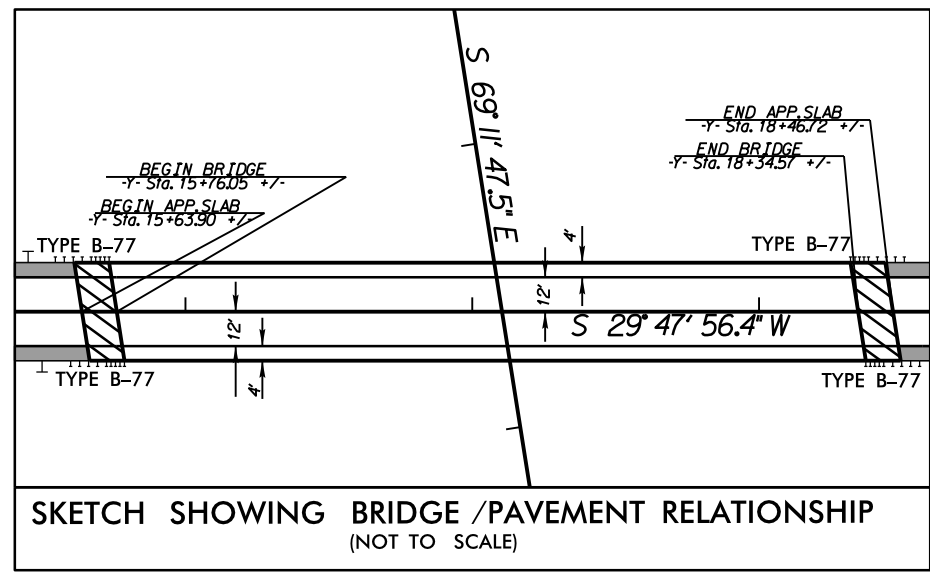 S 69° 11' 47.5" E
END APP.SLAB
-Y- Sta. 18+46.72 +/-
END BRIDGE
-Y- Sta. 18+34.57 +/-
BEGIN BRIDGE
-Y- Sta. 15+76.05 +/-
BEGIN APP.SLAB
-Y- Sta. 15+63.90 +/-
TYPE B-77
TYPE B-77
4'
12'
12'
S 29° 47' 56.4" W
4'
TYPE B-77
TYPE B-77
SKETCH SHOWING BRIDGE /PAVEMENT RELATIONSHIP
(NOT TO SCALE)